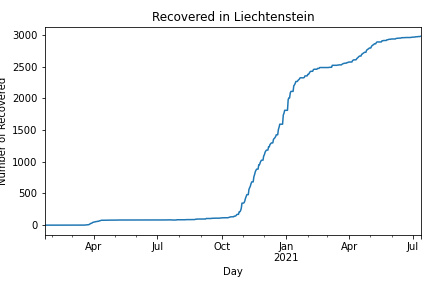 Recovered in Liechtenstein
Number of Recovered
3000
2500
2000
1500
1000
500
0
Apr Jul Oct Jan Apr Jul
2021
Day